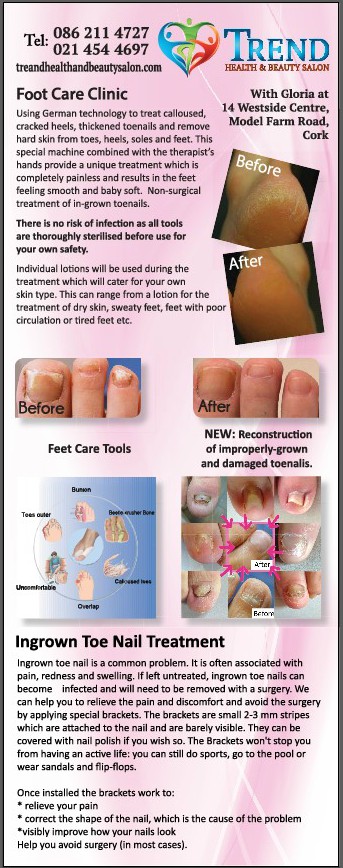 Tel: 086 211 4727
021 454 4697
treandhealthandbeautysalon.com
TREND
HEALTH & BEAUTY SALON
Foot Care Clinic
Using German technology to treat calloused,
cracked heels, thickened toenails and remove
hard skin from toes, heels, soles and feet. This
special machine combined with the therapist's
hands provide a unique treatment which is
completely painless and results in the feet
feeling smooth and baby soft. Non-surgical
treatment of in-grown toenails.
There is no risk of infection as all tools
are thoroughly sterilised before use for
your own safety.
Individual lotions will be used during the
treatment which will cater for your own
skin type. This can range from a lotion for the
treatment of dry skin, sweaty feet, feet with poor
circulation or tired feet etc.
With Gloria at
14 Westside Centre,
Model Farm Road,
Cork
Before
After
Before
After
Feet Care Tools
NEW: Reconstruction
of improperly-grown
and damaged toenalis.
Bunion
Toes outer
Beetle crusher Bone
Uncomfortable
Calloused toes
Overlap
After
Before
Ingrown Toe Nail Treatment
Ingrown toe nail is a common problem. It is often associated with
pain, redness and swelling. If left untreated, ingrown toe nails can
become infected and will need to be removed with a surgery. We
can help you to relieve the pain and discomfort and avoid the surgery
by applying special brackets. The brackets are small 2-3 mm stripes
which are attached to the nail and are barely visible. They can be
covered with nail polish if you wish so. The Brackets won't stop you
from having an active life: you can still do sports, go to the pool or
wear sandals and flip-flops.
Once installed the brackets work to:
* relieve your pain
* correct the shape of the nail, which is the cause of the problem
*visibly improve how your nails look
Help you avoid surgery (in most cases).